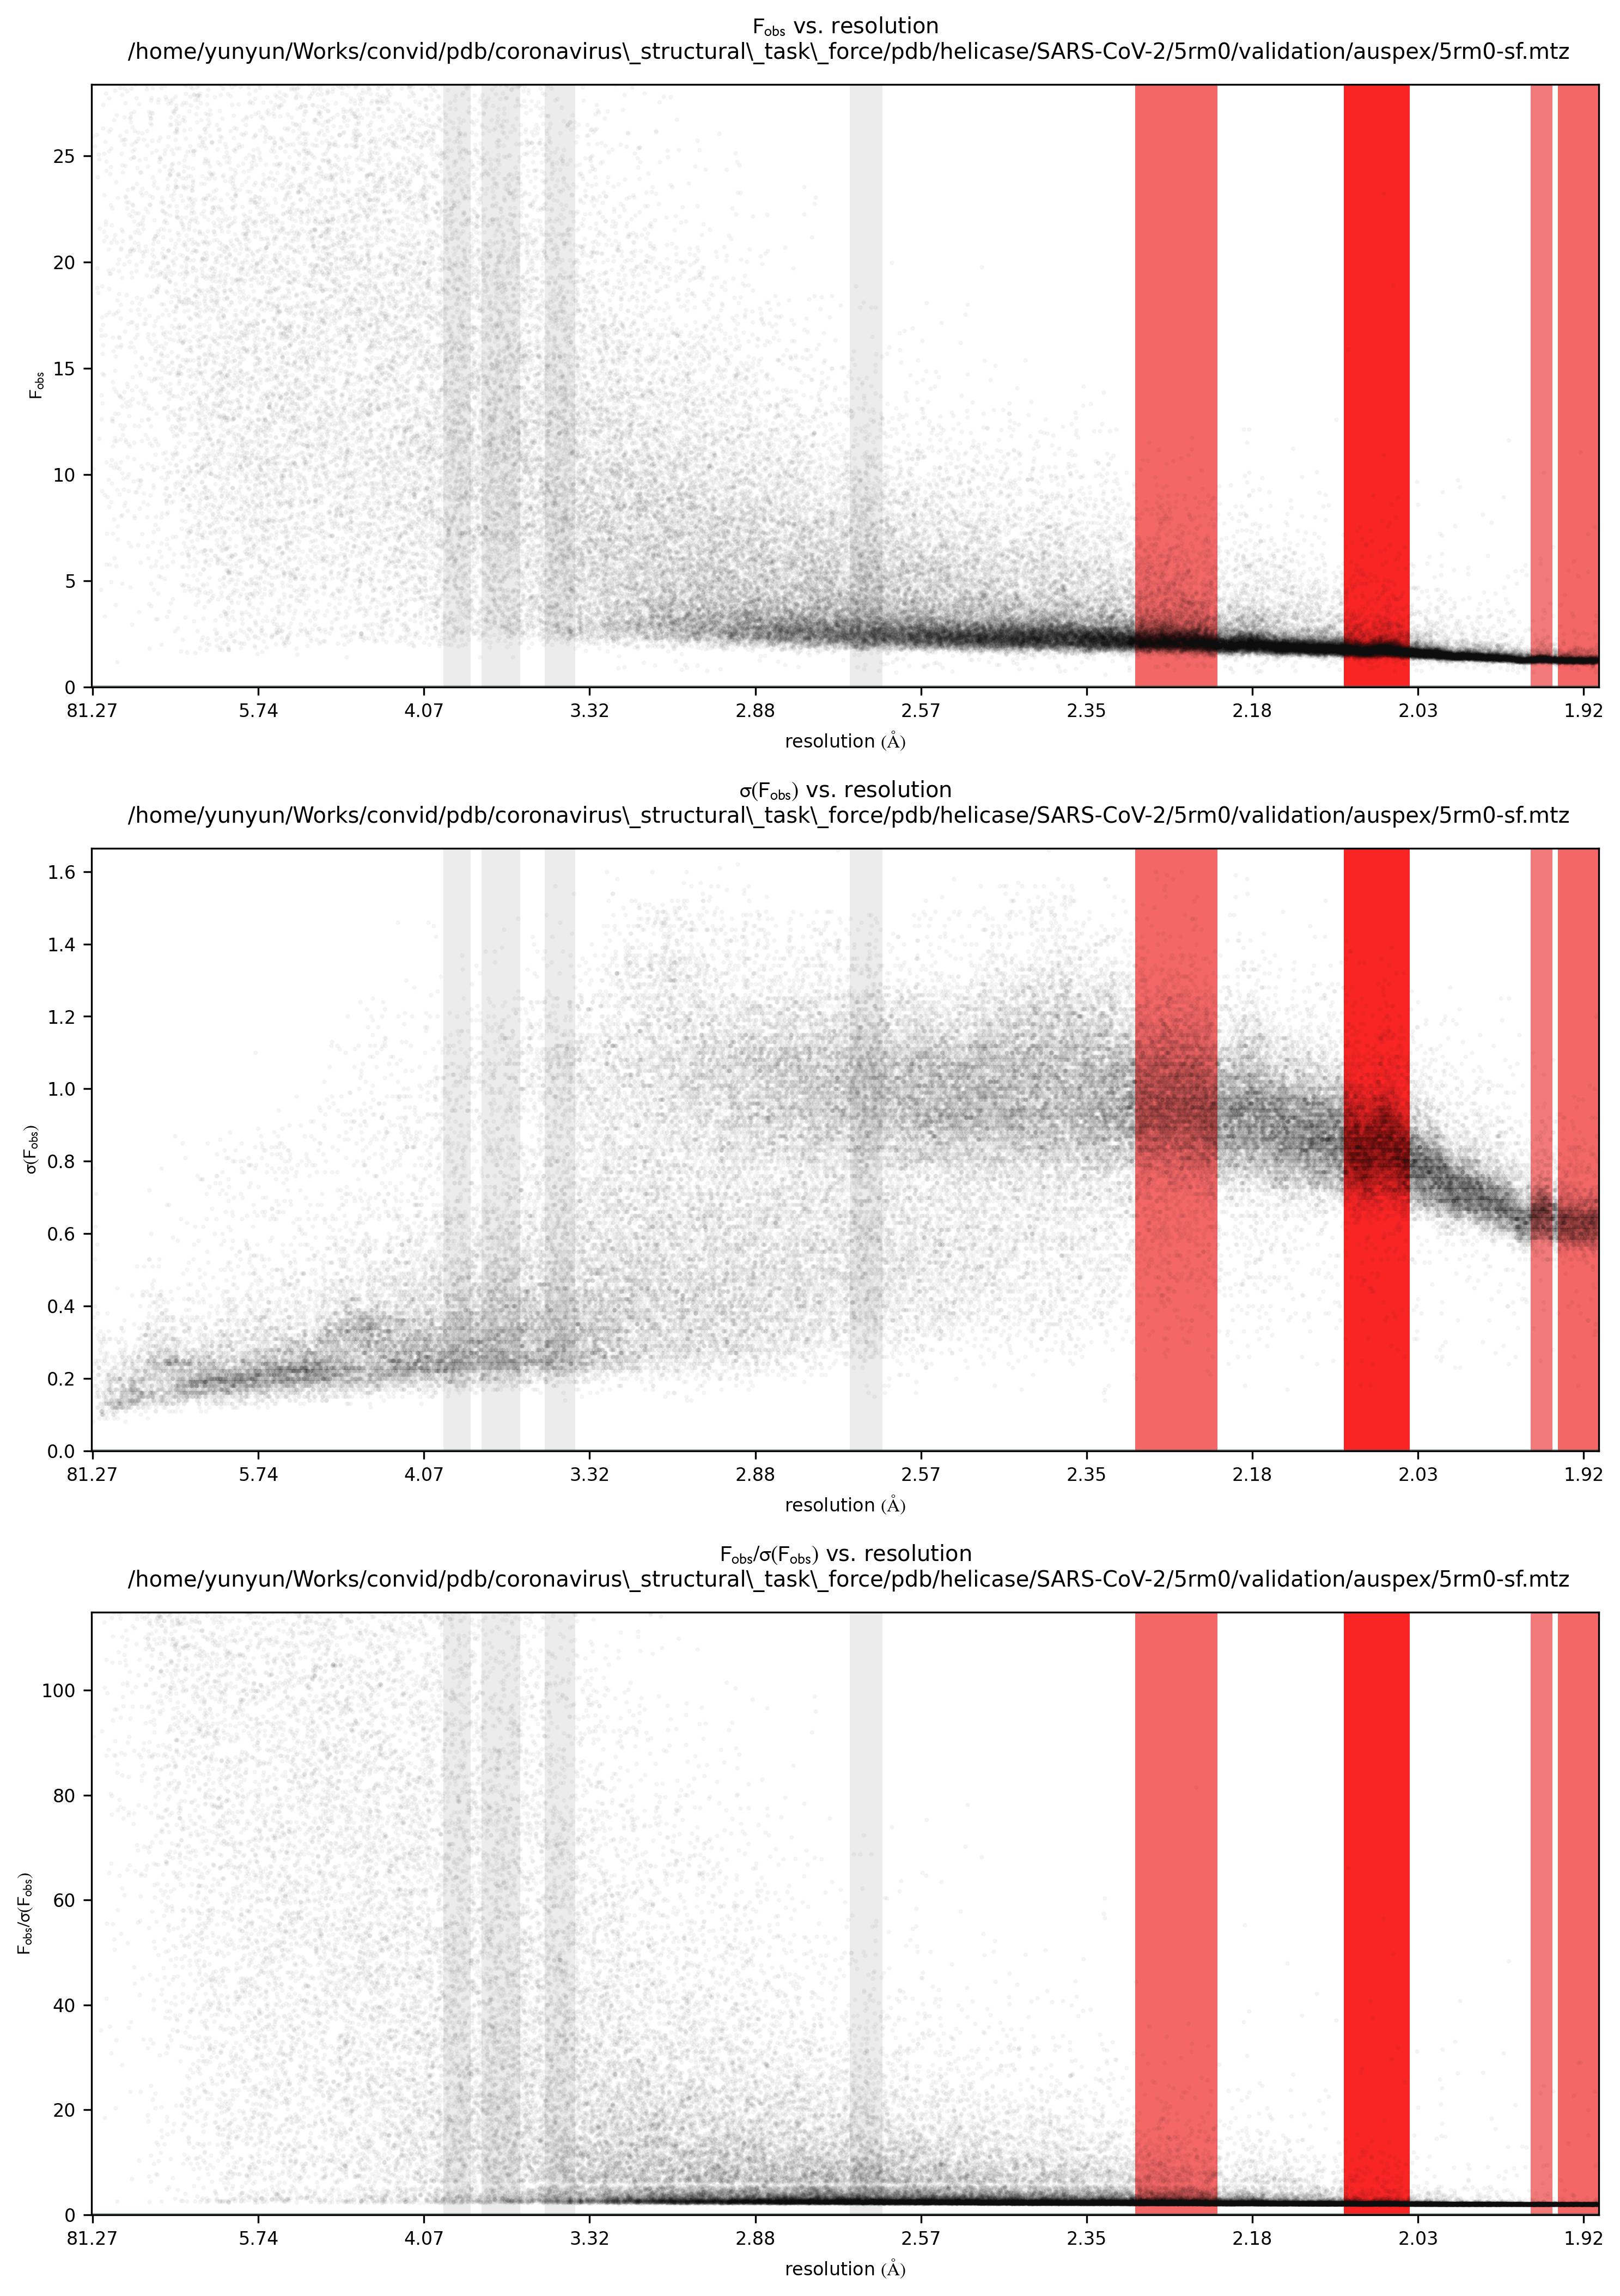 F_obs vs. resolution
/home/yunyun/Works/convid/pdb/coronavirus\_structural\_task\_force/pdb/helicase/SARS-CoV-2/5rm0/validation/auspex/5rm0-sf.mtz
25
20
15
10
5
0
F_obs
81.27 5.74 4.07 3.32 2.88 2.57 2.35 2.18 2.03 1.92
resolution (Å)
σ(F_obs) vs. resolution
/home/yunyun/Works/convid/pdb/coronavirus\_structural\_task\_force/pdb/helicase/SARS-CoV-2/5rm0/validation/auspex/5rm0-sf.mtz
1.6
1.4
1.2
1.0
0.8
0.6
0.4
0.2
0.0
σ(F_obs)
81.27 5.74 4.07 3.32 2.88 2.57 2.35 2.18 2.03 1.92
resolution (Å)
F_obs/σ(F_obs) vs. resolution
/home/yunyun/Works/convid/pdb/coronavirus\_structural\_task\_force/pdb/helicase/SARS-CoV-2/5rm0/validation/auspex/5rm0-sf.mtz
100
80
60
40
20
0
F_obs/σ(F_obs)
81.27 5.74 4.07 3.32 2.88 2.57 2.35 2.18 2.03 1.92
resolution (Å)